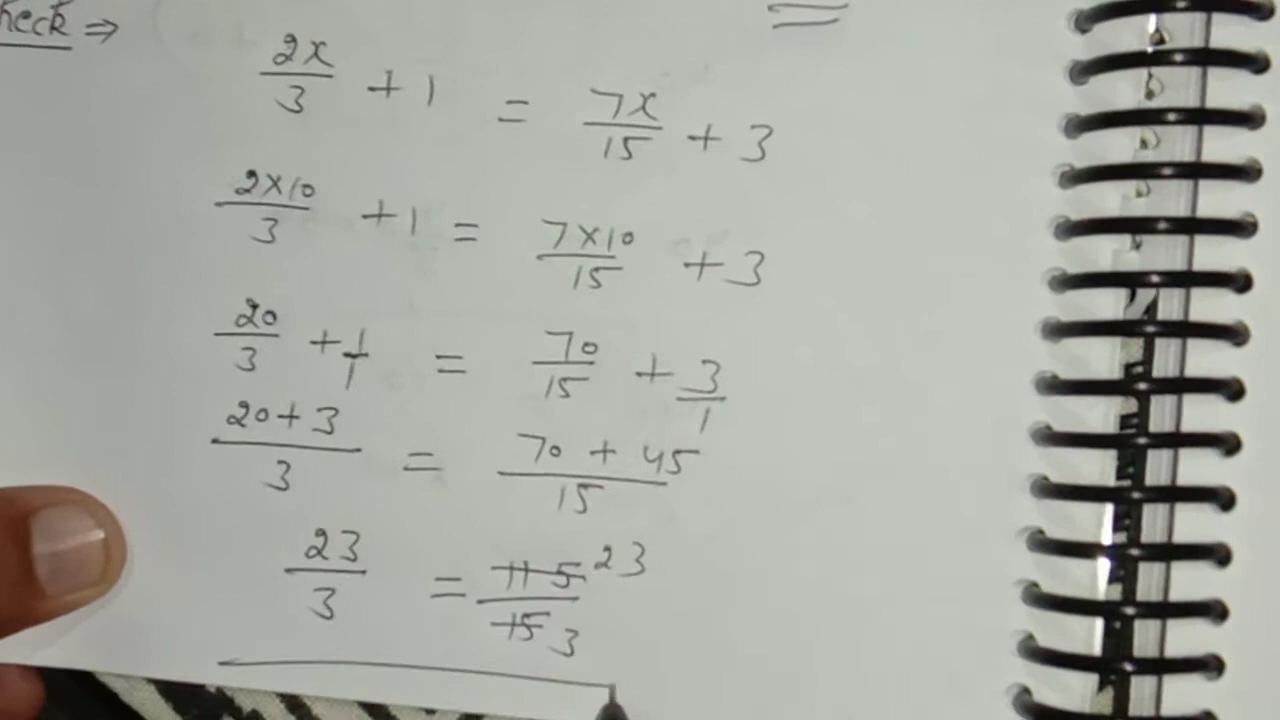 heck ⇒
2x/3 + 1 = 7x/15 + 3
2×10/3 + 1 = 7×10/15 + 3
20/3 + 1/1 = 70/15 + 3/1
20+3/3 = 70 + 45/15
23/3 = 115/15 23/3